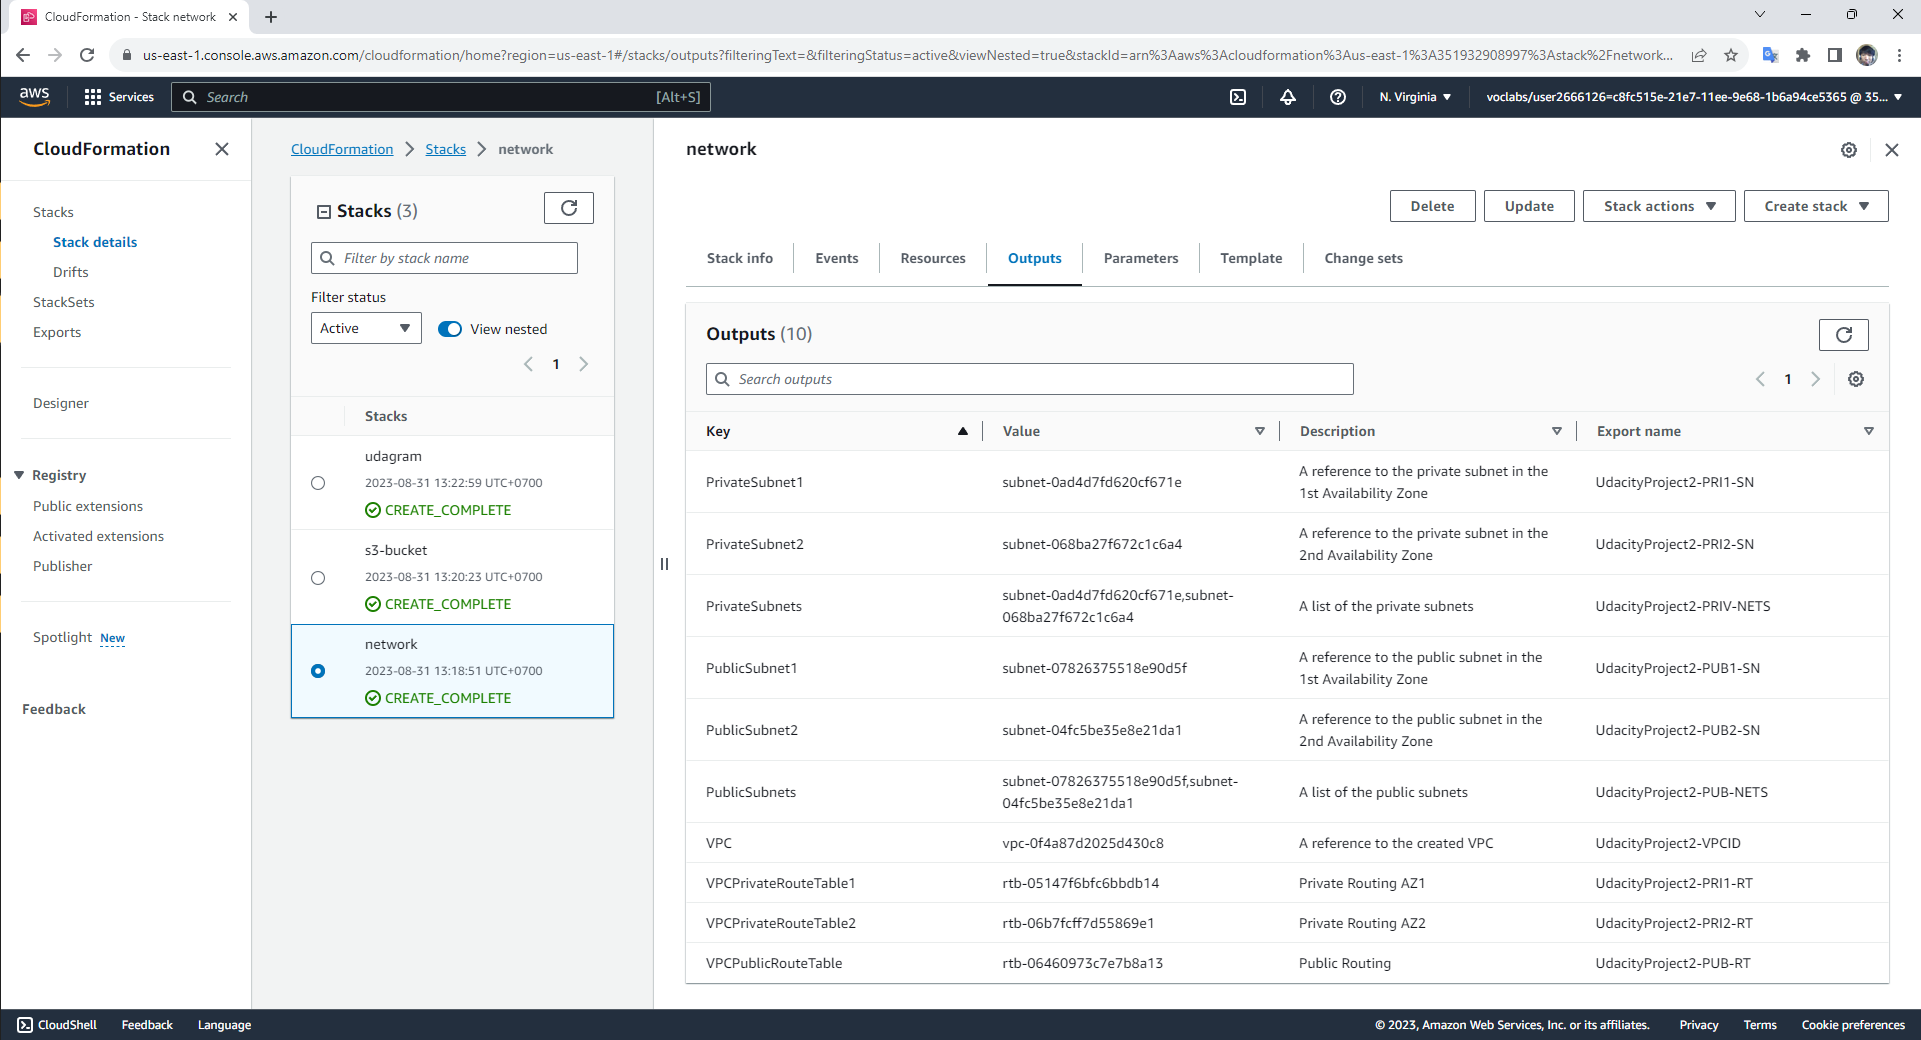 CloudFormation - Stack network
us-east-1.console.aws.amazon.com/cloudformation/home?region=us-east-1#/stacks/outputs?filteringText=&filteringStatus=active&viewNested=true&stackId=arn%3Aaws%3Acloudformation%3Aus-east-1%3A351932908997%3Astack%2Fnetwork...
aws Services Search [Alt+S] N. Virginia voclabs/user2666126=c8fc515e-21e7-11ee-9e68-1b6a94ce5365 @ 35...
CloudFormation
Stacks
Stack details
Drifts
StackSets
Exports
Designer
Registry
Public extensions
Activated extensions
Publisher
Spotlight New
Feedback
CloudFormation Stacks network
Stacks (3)
Filter by stack name
Filter status
Active View nested
1
Stacks
udagram
2023-08-31 13:22:59 UTC+0700
CREATE_COMPLETE
s3-bucket
2023-08-31 13:20:23 UTC+0700
CREATE_COMPLETE
network
2023-08-31 13:18:51 UTC+0700
CREATE_COMPLETE
network
Delete Update Stack actions Create stack
Stack info Events Resources Outputs Parameters Template Change sets
Outputs (10)
Search outputs 1
Key Value Description Export name
PrivateSubnet1 subnet-0ad4d7fd620cf671e A reference to the private subnet in the UdacityProject2-PRI1-SN
1st Availability Zone
PrivateSubnet2 subnet-068ba27f672c1c6a4 A reference to the private subnet in the UdacityProject2-PRI2-SN
2nd Availability Zone
PrivateSubnets subnet-0ad4d7fd620cf671e,subnet- A list of the private subnets UdacityProject2-PRIV-NETS
068ba27f672c1c6a4
PublicSubnet1 subnet-07826375518e90d5f A reference to the public subnet in the UdacityProject2-PUB1-SN
1st Availability Zone
PublicSubnet2 subnet-04fc5be35e8e21da1 A reference to the public subnet in the UdacityProject2-PUB2-SN
2nd Availability Zone
PublicSubnets subnet-07826375518e90d5f,subnet- A list of the public subnets UdacityProject2-PUB-NETS
04fc5be35e8e21da1
VPC vpc-0f4a87d2025d430c8 A reference to the created VPC UdacityProject2-VPCID
VPCPrivateRouteTable1 rtb-05147f6bfc6bbdb14 Private Routing AZ1 UdacityProject2-PRI1-RT
VPCPrivateRouteTable2 rtb-06b7fcff7d55869e1 Private Routing AZ2 UdacityProject2-PRI2-RT
VPCPublicRouteTable rtb-06460973c7e7b8a13 Public Routing UdacityProject2-PUB-RT
CloudShell Feedback Language © 2023, Amazon Web Services, Inc. or its affiliates. Privacy Terms Cookie preferences